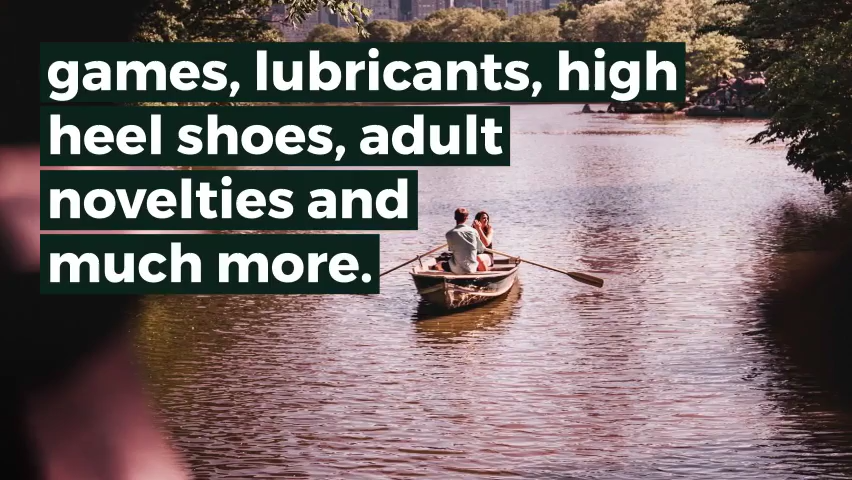 games, lubricants, high
heel shoes, adult
novelties and
much more.